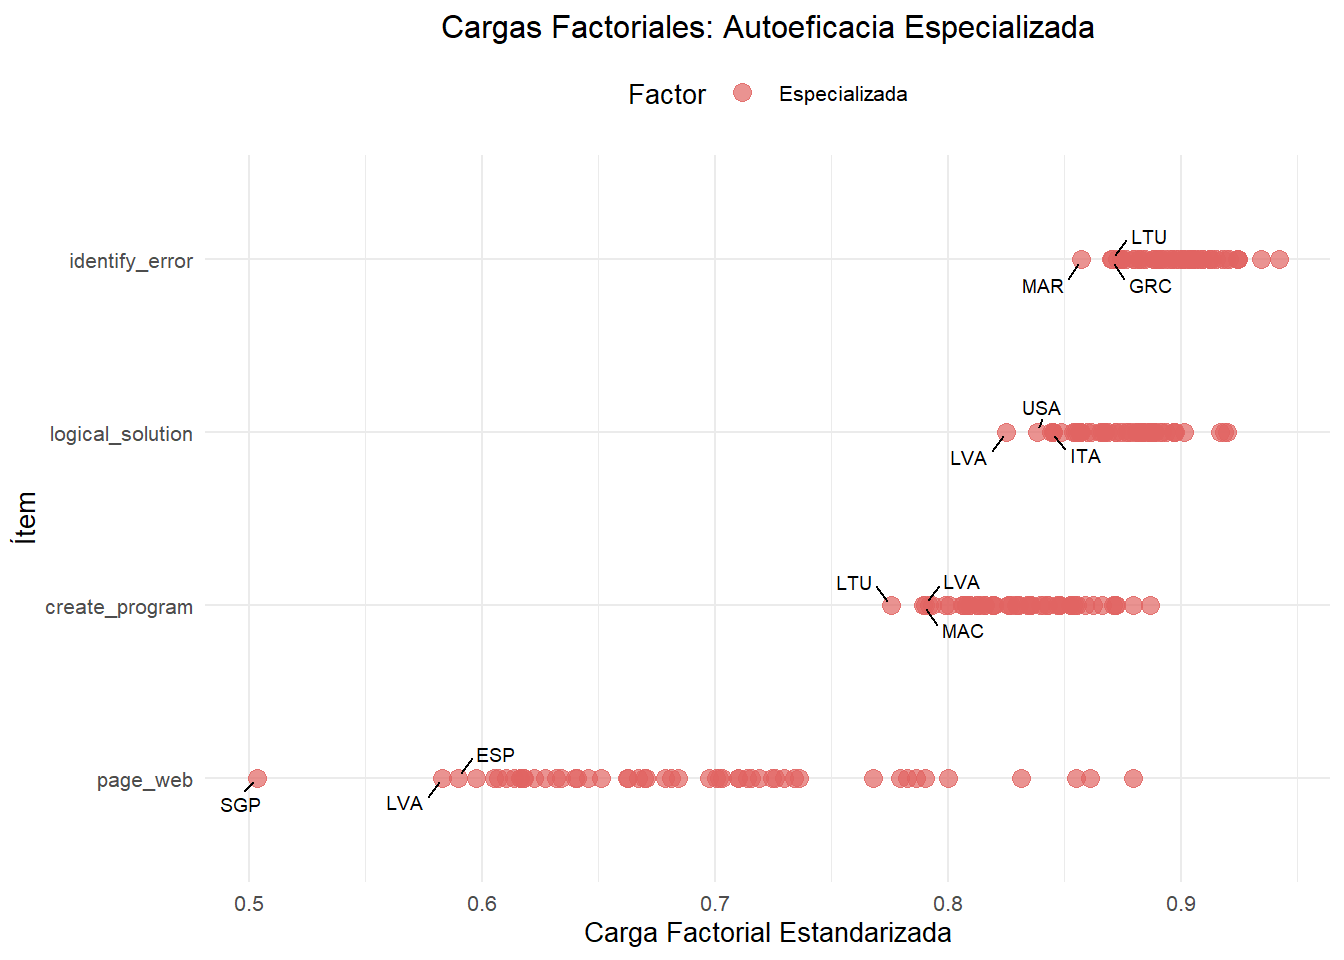 Cargas Factoriales: Autoeficacia Especializada
Factor Especializada
LTU
identify_error
MAR GRC
USA
logical_solution
LVA ITA
Ítem
LTU LVA
create_program
MAC
ESP
page_web
SGP LVA
0.5 0.6 0.7 0.8 0.9
Carga Factorial Estandarizada